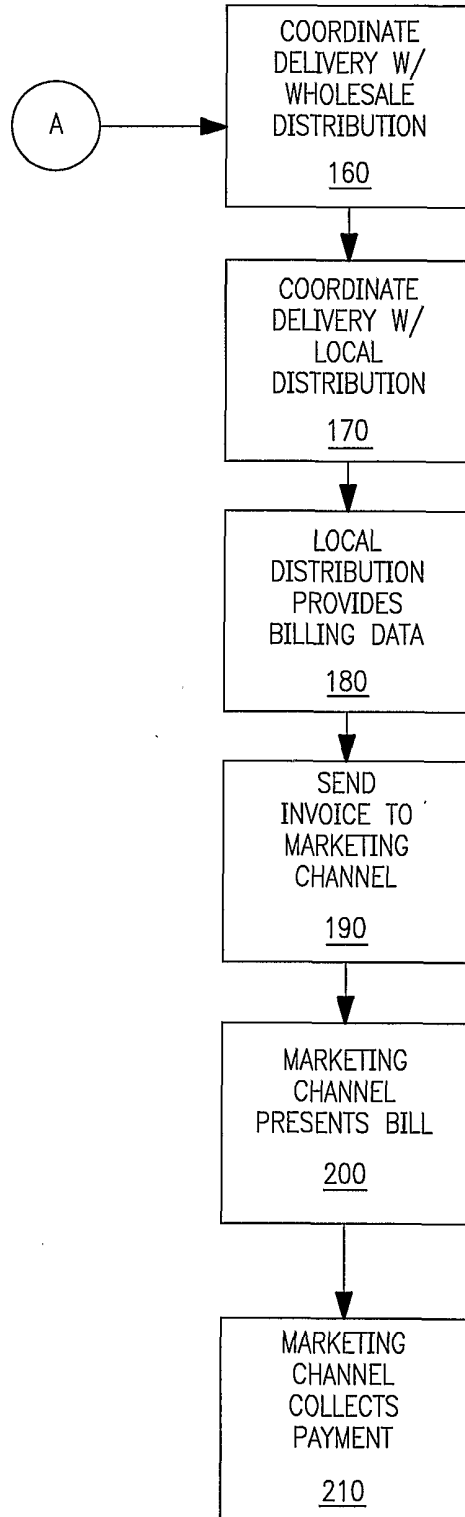 A
COORDINATE
DELIVERY W/
WHOLESALE
DISTRIBUTION
160
COORDINATE
DELIVERY W/
LOCAL
DISTRIBUTION
170
LOCAL
DISTRIBUTION
PROVIDES
BILLING DATA
180
SEND
INVOICE TO
MARKETING
CHANNEL
190
MARKETING
CHANNEL
PRESENTS BILL
200
MARKETING
CHANNEL
COLLECTS
PAYMENT
210